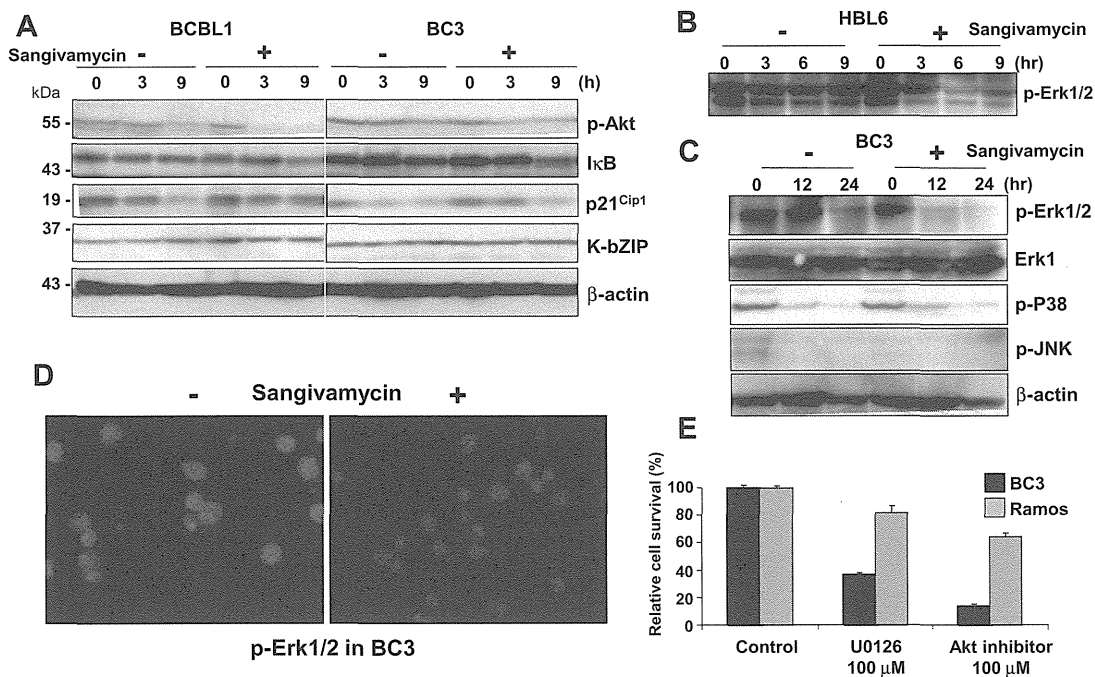 A
BCBL1 BC3
Sangivamycin - + - +
0 3 9 0 3 9 0 3 9 0 3 9 (h)
kDa
55 - p-Akt
43 - IκB
19 - p21Cip1
37 - K-bZIP
43 - β-actin
B
HBL6
- + Sangivamycin
0 3 6 9 0 3 6 9 (hr)
p-Erk1/2
C
BC3
- + Sangivamycin
0 12 24 0 12 24 (hr)
p-Erk1/2
Erk1
p-P38
p-JNK
β-actin
D
- Sangivamycin +
p-Erk1/2 in BC3
E
Relative cell survival (%)
100
80
60
40
20
0
BC3
Ramos
Control U0126 Akt inhibitor
100 μM 100 μM